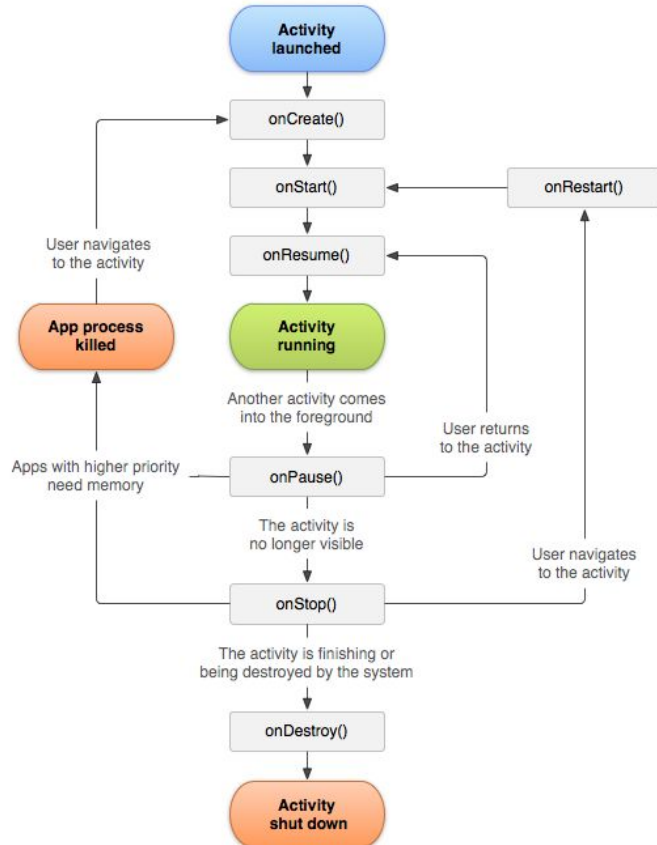 Activity
launched
onCreate()
onStart()
onRestart()
User navigates
to the activity
onResume()
App process
killed
Activity
running
Another activity comes
into the foreground
User returns
to the activity
Apps with higher priority
need memory
onPause()
The activity is
no longer visible
User navigates
to the activity
onStop()
The activity is finishing or
being destroyed by the system
onDestroy()
Activity
shut down